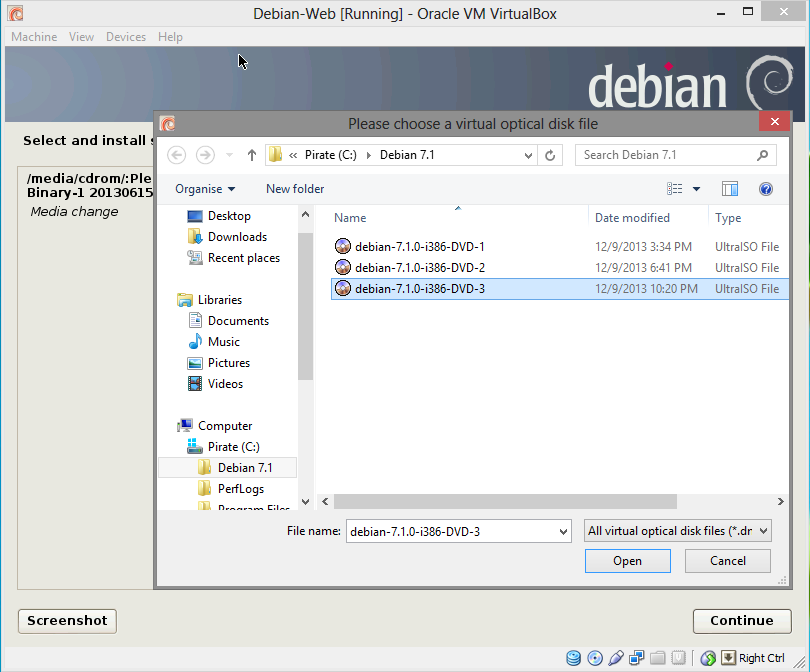 Debian-Web [Running] - Oracle VM VirtualBox
Machine View Devices Help
debian
Select and install
/media/cdrom/:Ple
Binary-1 20130615
Media change
Please choose a virtual optical disk file
« Pirate (C:) Debian 7.1
Search Debian 7.1
Organise New folder
Desktop
Downloads
Recent places
Libraries
Documents
Music
Pictures
Videos
Computer
Pirate (C:)
Debian 7.1
PerfLogs
Program Files
Name Date modified Type
debian-7.1.0-i386-DVD-1 12/9/2013 3:34 PM UltraISO File
debian-7.1.0-i386-DVD-2 12/9/2013 6:41 PM UltraISO File
debian-7.1.0-i386-DVD-3 12/9/2013 10:20 PM UltraISO File
File name: debian-7.1.0-i386-DVD-3 All virtual optical disk files (*.dr
Open Cancel
Screenshot Continue
Right Ctrl